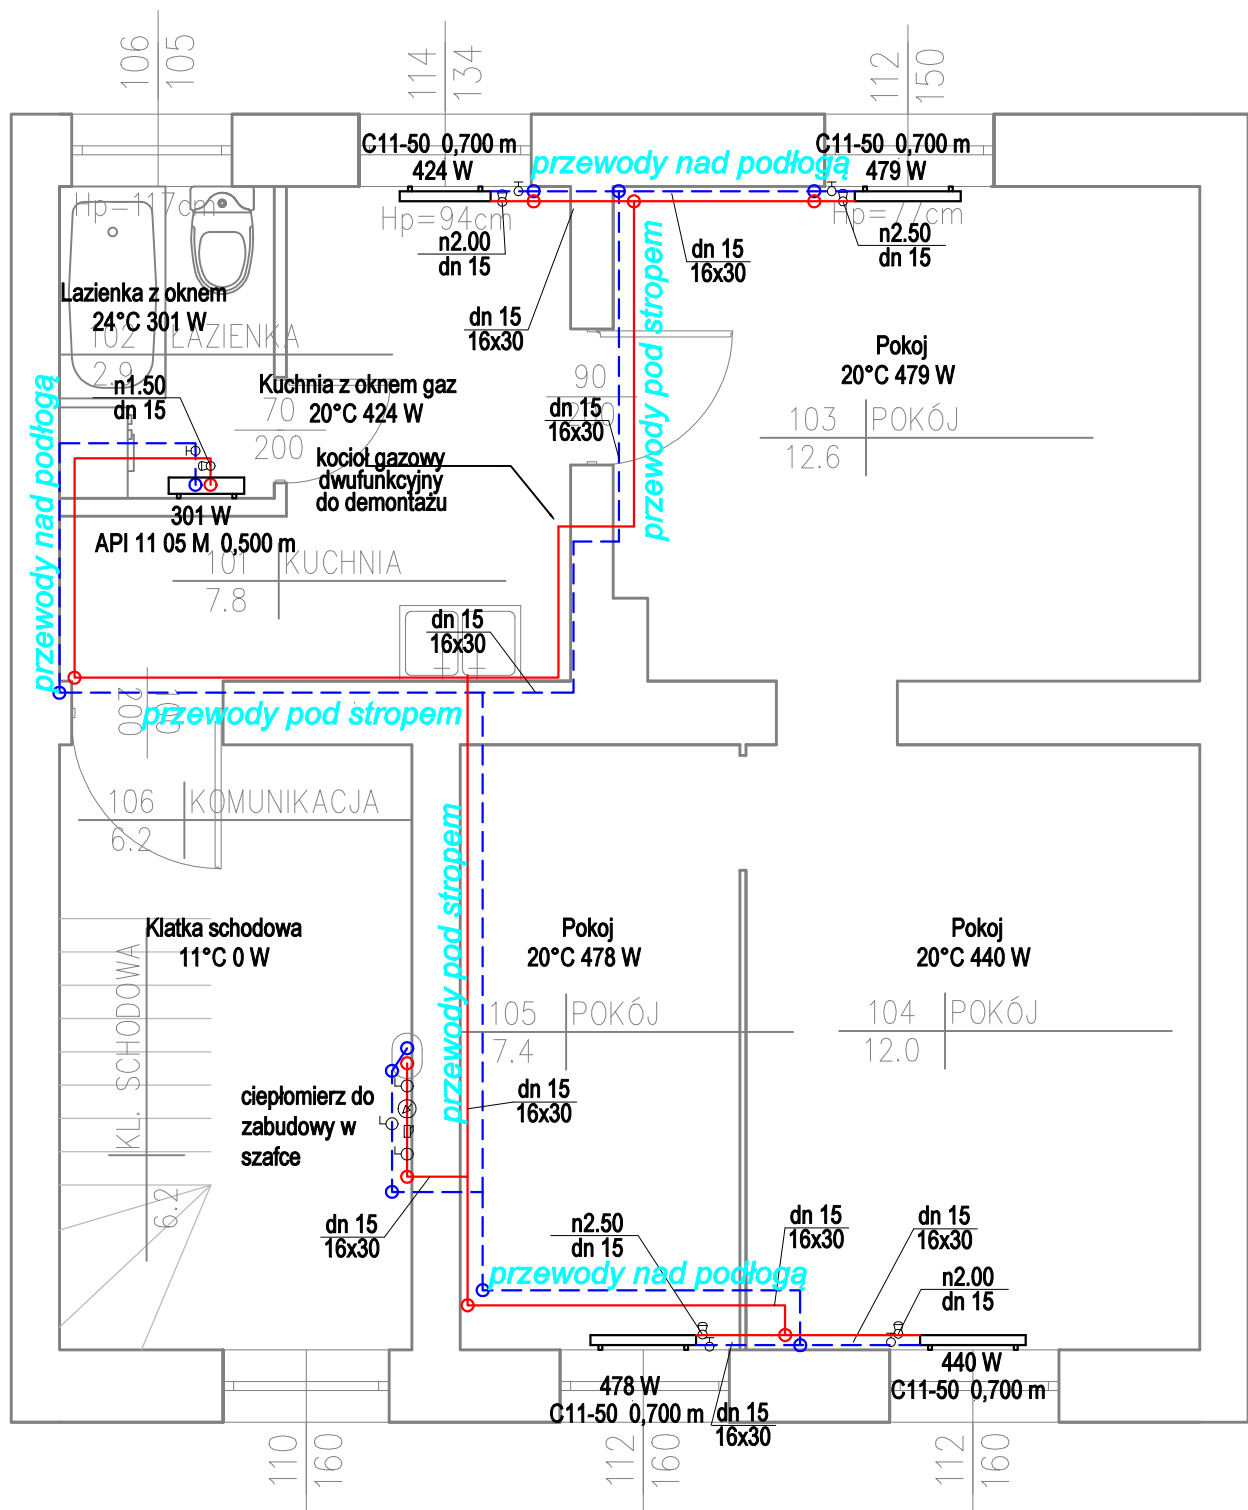 106
105
114
134
112
150
C11-50 0,700 m
424 W
przewody nad podłogą
C11-50 0,700 m
479 W
Hp=117cm
Hp=94cm
Hp=77cm
n2.00
dn 15
dn 15
16x30
n2.50
dn 15
Lazienka z oknem
24°C 301 W
102 ŁAZIENKA
2.9
dn 15
16x30
przewody pod stropem
Pokoj
20°C 479 W
n1.50
dn 15
Kuchnia z oknem gaz
20°C 424 W
70
200
90
dn 15
16x30
103 POKÓJ
12.6
przewody nad podłogą
kocioł gazowy
dwufunkcyjny
do demontażu
301 W
API 11 05 M 0,500 m
101 KUCHNIA
7.8
dn 15
16x30
100
200
przewody pod stropem
106 KOMUNIKACJA
6.2
przewody pod stropem
Klatka schodowa
11°C 0 W
Pokoj
20°C 478 W
Pokoj
20°C 440 W
KL. SCHODOWA
6.2
105 POKÓJ
7.4
104 POKÓJ
12.0
ciepłomierz do
zabudowy w
szafce
dn 15
16x30
dn 15
16x30
n2.50
dn 15
dn 15
16x30
dn 15
16x30
przewody nad podłogą
n2.00
dn 15
478 W
C11-50 0,700 m
dn 15
16x30
440 W
C11-50 0,700 m
110
160
112
160
112
160